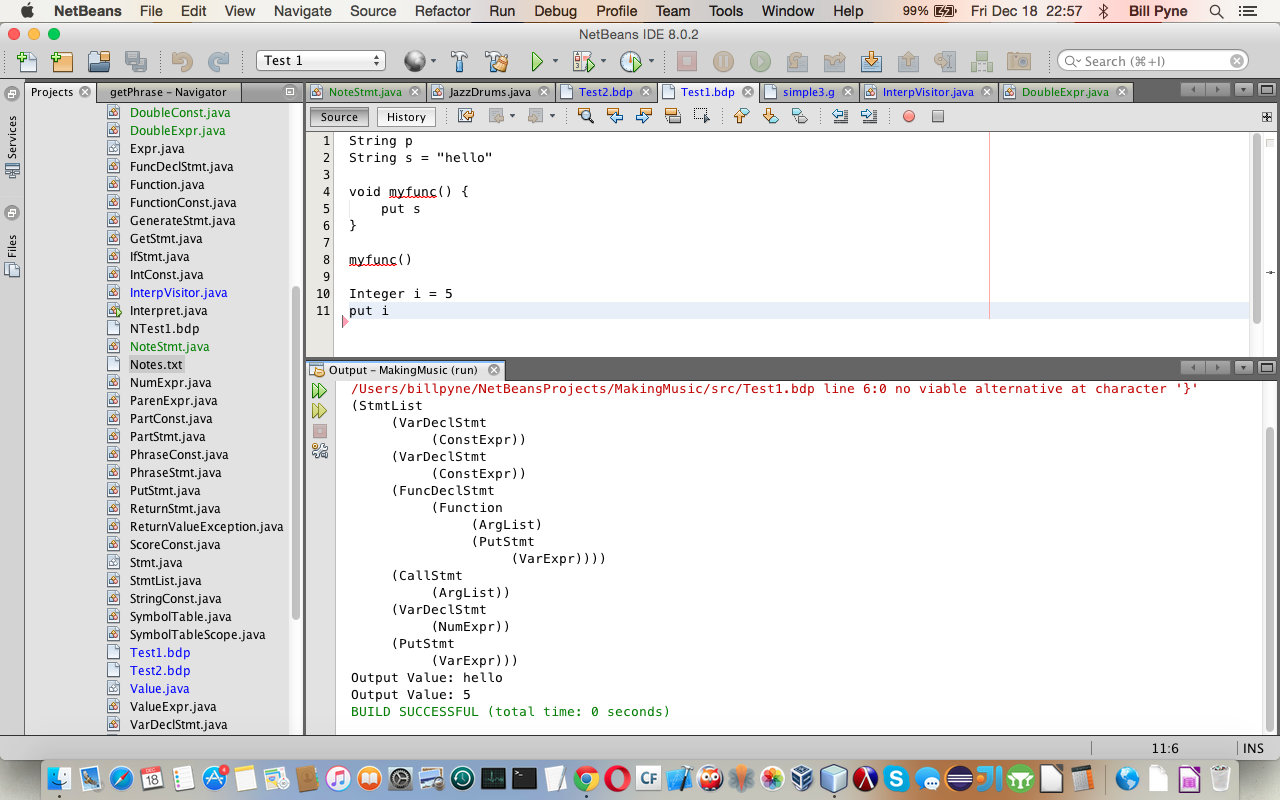 NetBeans File Edit View Navigate Source Refactor Run Debug Profile Team Tools Window Help 99% Fri Dec 18 22:57 Bill Pyne
NetBeans IDE 8.0.2
Test 1
Search (⌘+I)
Projects
getPhrase – Navigator
NoteStmt.java JazzDrums.java Test2.bdp Test1.bdp simple3.g InterpVisitor.java DoubleExpr.java
Source History
Services
Files
DoubleConst.java
DoubleExpr.java
Expr.java
FuncDeclStmt.java
Function.java
FunctionConst.java
GenerateStmt.java
GetStmt.java
IfStmt.java
IntConst.java
InterpVisitor.java
Interpret.java
NTest1.bdp
NoteStmt.java
Notes.txt
NumExpr.java
ParenExpr.java
PartConst.java
PartStmt.java
PhraseConst.java
PhraseStmt.java
PutStmt.java
ReturnStmt.java
ReturnValueException.java
ScoreConst.java
Stmt.java
StmtList.java
StringConst.java
SymbolTable.java
SymbolTableScope.java
Test1.bdp
Test2.bdp
Value.java
ValueExpr.java
VarDeclStmt.java
1 String p
2 String s = "hello"
3
4 void myfunc() {
5 put s
6 }
7
8 myfunc()
9
10 Integer i = 5
11 put i
Output – MakingMusic (run)
/Users/billpyne/NetBeansProjects/MakingMusic/src/Test1.bdp line 6:0 no viable alternative at character '}'
(StmtList
(VarDeclStmt
(ConstExpr))
(VarDeclStmt
(ConstExpr))
(FuncDeclStmt
(Function
(ArgList)
(PutStmt
(VarExpr))))
(CallStmt
(ArgList))
(VarDeclStmt
(NumExpr))
(PutStmt
(VarExpr)))
Output Value: hello
Output Value: 5
BUILD SUCCESSFUL (total time: 0 seconds)
11:6 INS
DEC
18
CF